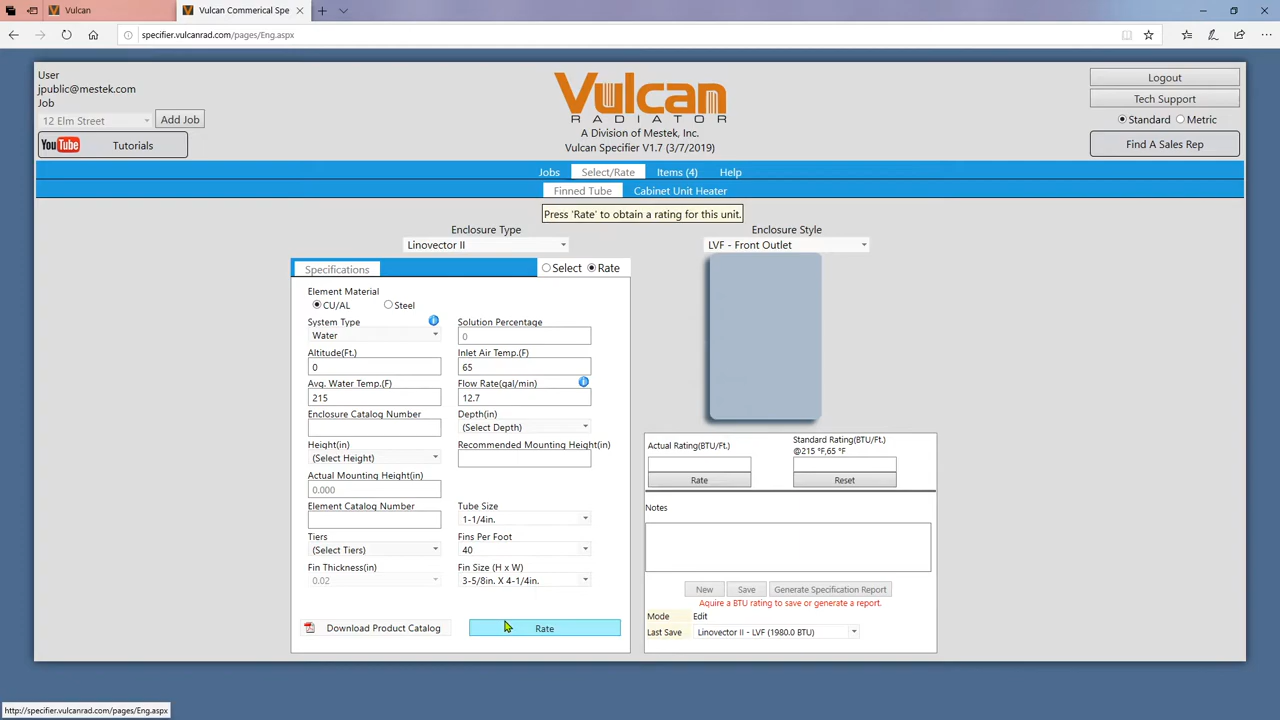 Vulcan
Vulcan Commerical Spe
specifier.vulcanrad.com/pages/Eng.aspx
User
jpublic@mestek.com
Job
12 Elm Street
Add Job
YouTube
Tutorials
Vulcan
RADIATOR
A Division of Mestek, Inc.
Vulcan Specifier V1.7 (3/7/2019)
Logout
Tech Support
Standard
Metric
Find A Sales Rep
Jobs
Select/Rate
Items (4)
Help
Finned Tube
Cabinet Unit Heater
Press 'Rate' to obtain a rating for this unit.
Enclosure Type
Linovector II
Enclosure Style
LVF - Front Outlet
Specifications
Select
Rate
Element Material
CU/AL
Steel
System Type
Water
Solution Percentage
0
Altitude(Ft.)
0
Inlet Air Temp.(F)
65
Avg. Water Temp.(F)
215
Flow Rate(gal/min)
12.7
Enclosure Catalog Number
Depth(in)
(Select Depth)
Height(in)
(Select Height)
Recommended Mounting Height(in)
Actual Mounting Height(in)
0.000
Element Catalog Number
Tube Size
1-1/4in.
Tiers
(Select Tiers)
Fins Per Foot
40
Fin Thickness(in)
0.02
Fin Size (H x W)
3-5/8in. X 4-1/4in.
Download Product Catalog
Rate
Actual Rating(BTU/Ft.)
Standard Rating(BTU/Ft.)
@215 °F,65 °F
Rate
Reset
Notes
New
Save
Generate Specification Report
Aquire a BTU rating to save or generate a report.
Mode
Edit
Last Save
Linovector II - LVF (1980.0 BTU)
http://specifier.vulcanrad.com/pages/Eng.aspx